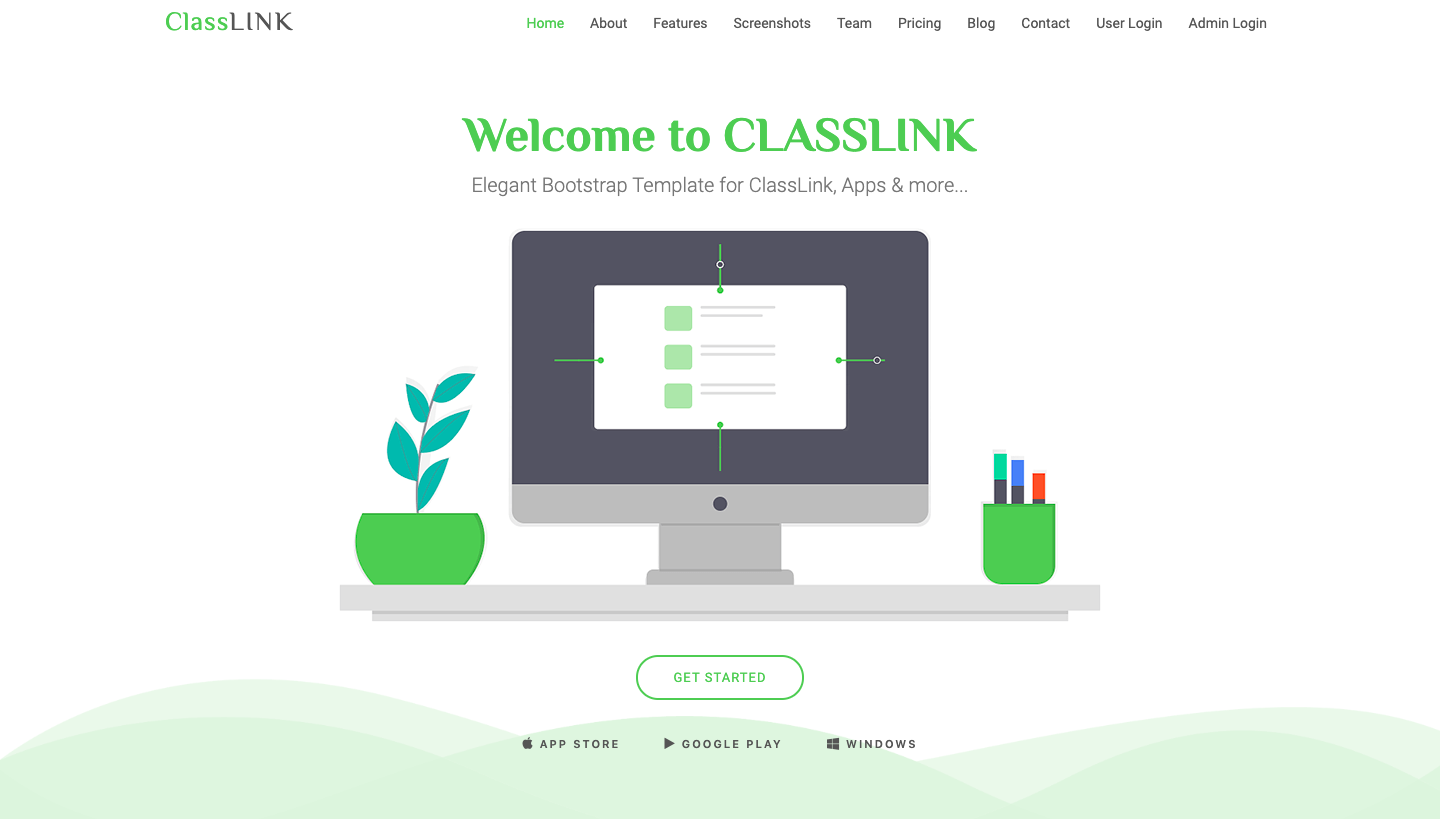 ClassLINK
Home About Features Screenshots Team Pricing Blog Contact User Login Admin Login
Welcome to CLASSLINK
Elegant Bootstrap Template for ClassLink, Apps & more...
GET STARTED
APP STORE GOOGLE PLAY WINDOWS